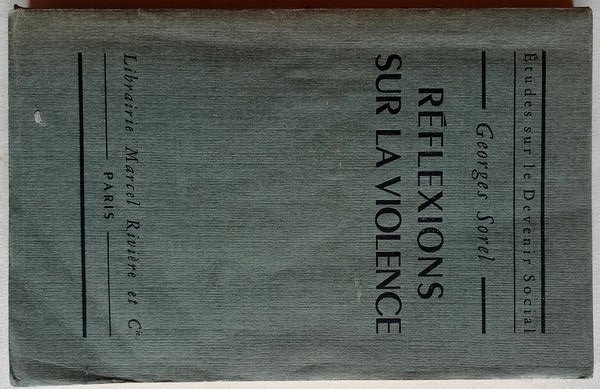 Études sur le Devenir Social
Georges Sorel
RÉFLEXIONS
SUR LA VIOLENCE
Librairie Marcel Rivière et Cie
PARIS